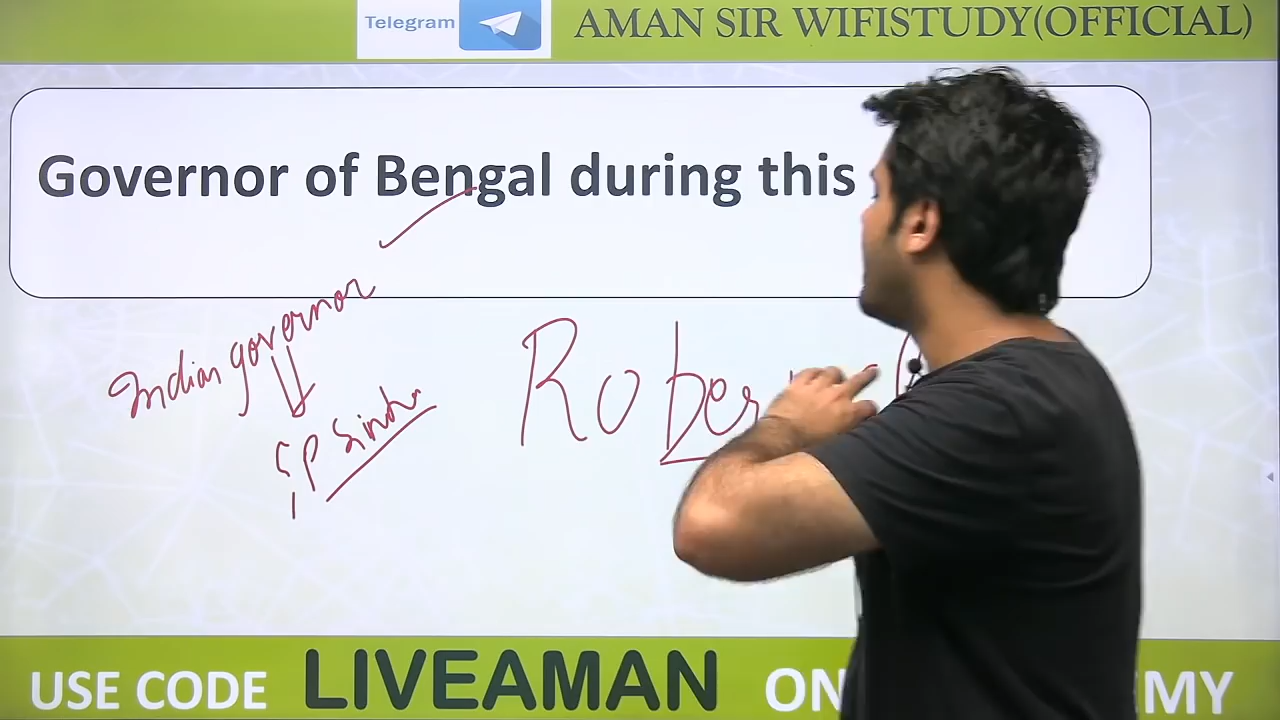 Telegram
AMAN SIR WIFISTUDY(OFFICIAL)
Governor of Bengal during this
Indian governor
SP Sinha
Rober
USE CODE LIVEAMAN ON MY